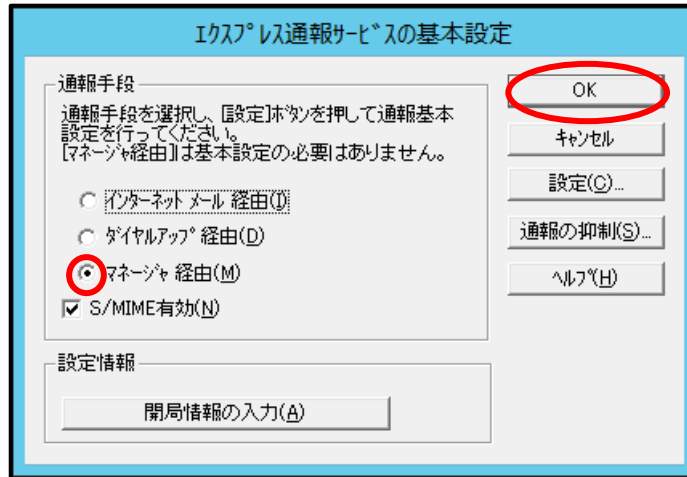 ｴｸｽﾌﾟﾚｽ通報ｻｰﾋﾞｽの基本設定
通報手段
通報手段を選択し、[設定]ﾎﾞﾀﾝを押して通報基本
設定を行ってください。
[ﾏﾈｰｼﾞｬ経由]は基本設定の必要はありません。
ｲﾝﾀｰﾈｯﾄ ﾒｰﾙ 経由(I)
ﾀﾞｲﾔﾙｱｯﾌﾟ 経由(D)
ﾏﾈｰｼﾞｬ 経由(M)
S/MIME有効(N)
設定情報
開局情報の入力(A)
OK
ｷｬﾝｾﾙ
設定(C)...
通報の抑制(S)...
ﾍﾙﾌﾟ(H)